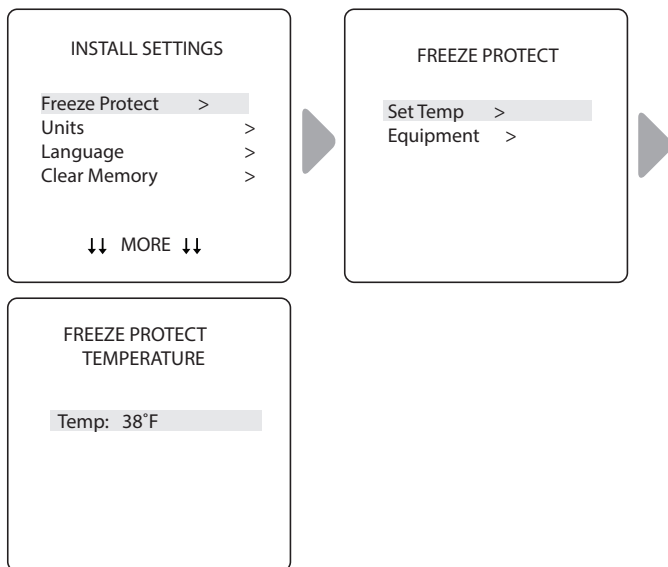 INSTALL SETTINGS
Freeze Protect >
Units >
Language >
Clear Memory >
↓↓ MORE ↓↓
FREEZE PROTECT
Set Temp >
Equipment >
FREEZE PROTECT
TEMPERATURE
Temp: 38˚F